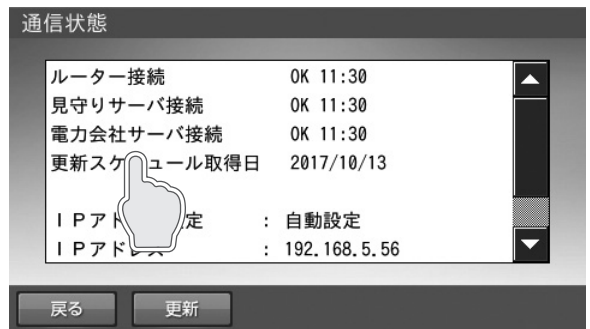 通信状態
ルーター接続 OK 11:30
見守りサーバ接続 OK 11:30
電力会社サーバ接続 OK 11:30
更新スケ ュール取得日 2017/10/13
IPアド 定 : 自動設定
IPアドレス : 192.168.5.56
戻る 更新